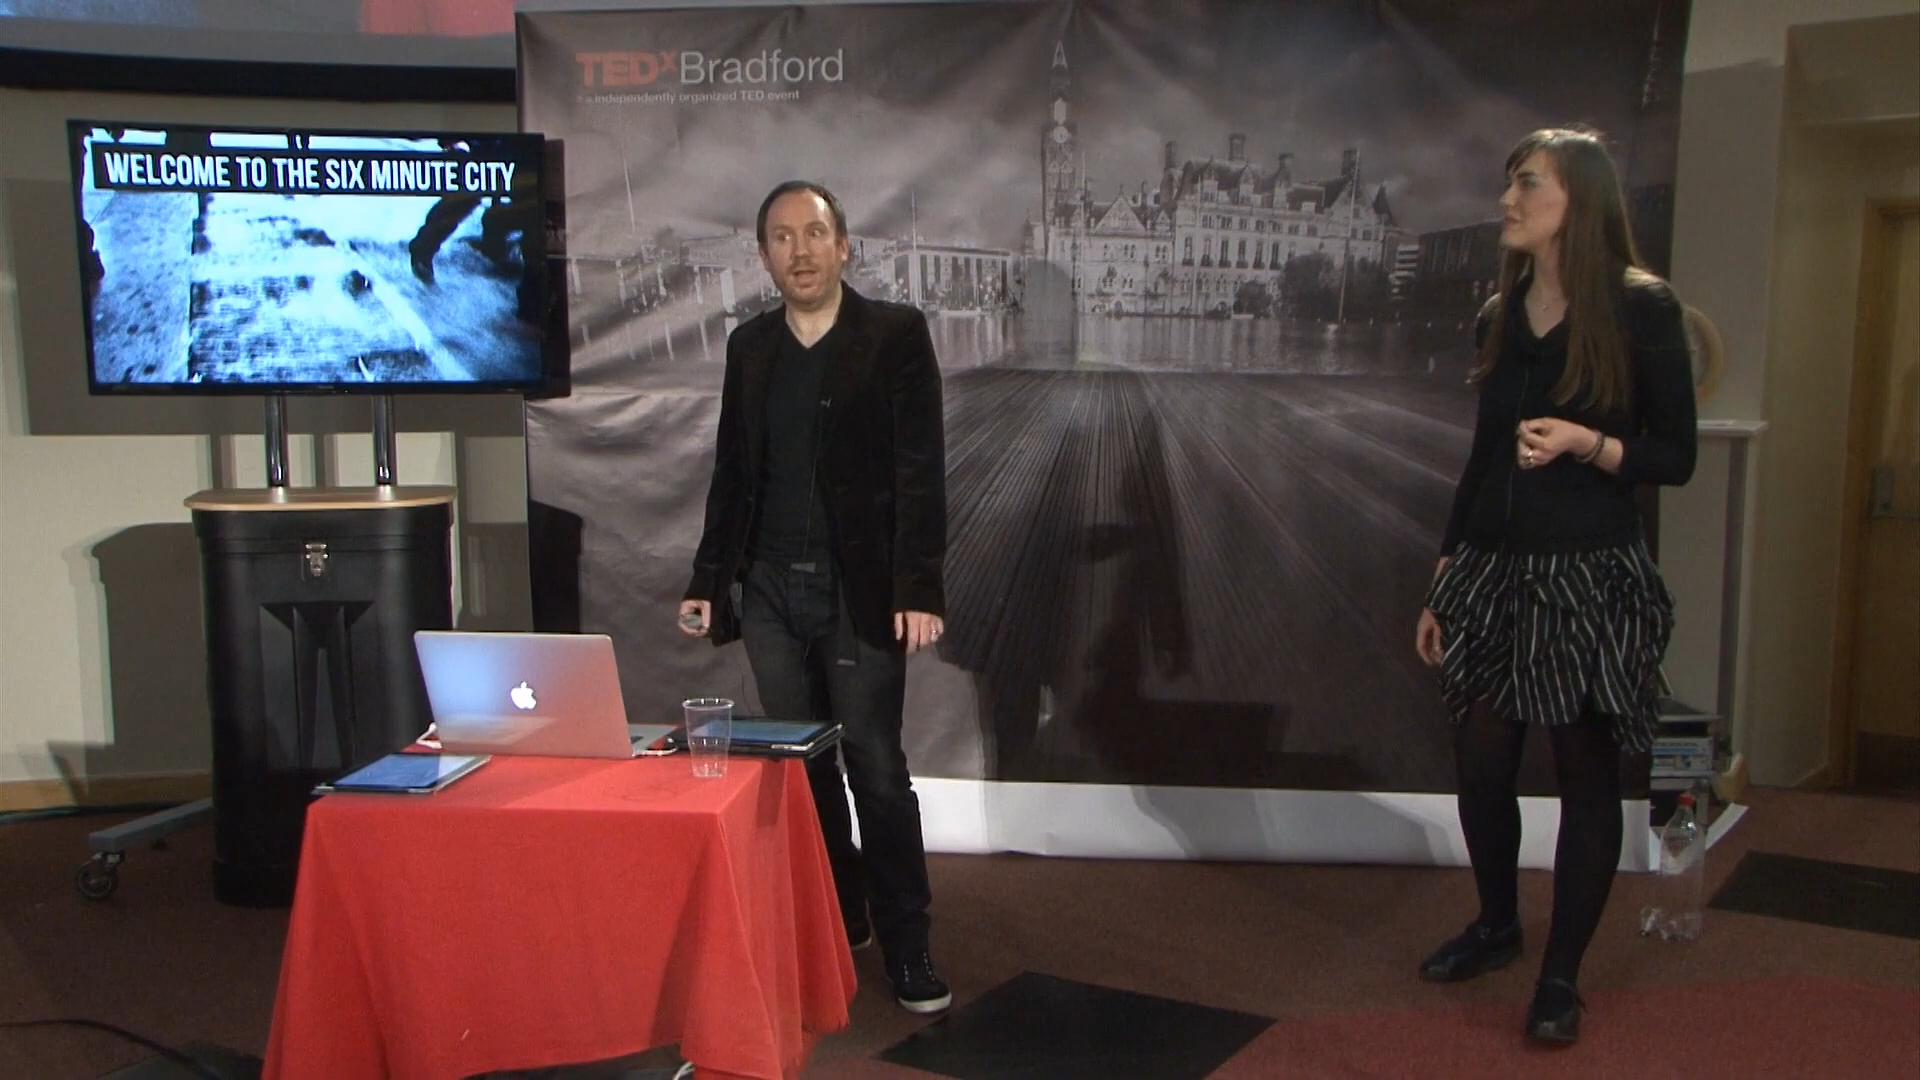 TEDxBradford
x = independently organized TED event
WELCOME TO THE SIX MINUTE CITY